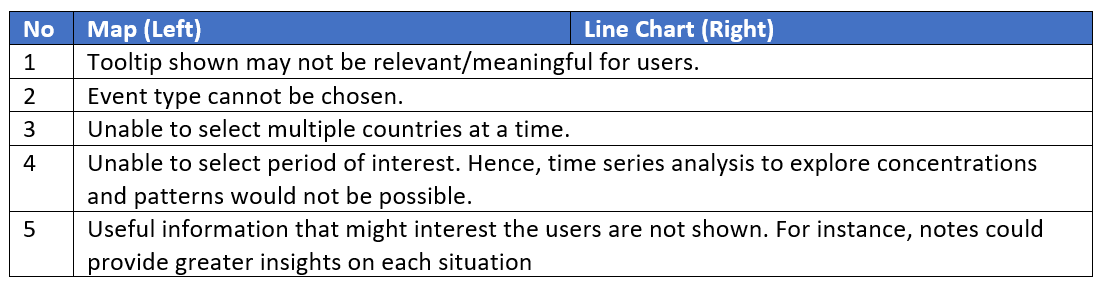 No Map (Left) Line Chart (Right)
1 Tooltip shown may not be relevant/meaningful for users.
2 Event type cannot be chosen.
3 Unable to select multiple countries at a time.
4 Unable to select period of interest. Hence, time series analysis to explore concentrations
and patterns would not be possible.
5 Useful information that might interest the users are not shown. For instance, notes could
provide greater insights on each situation